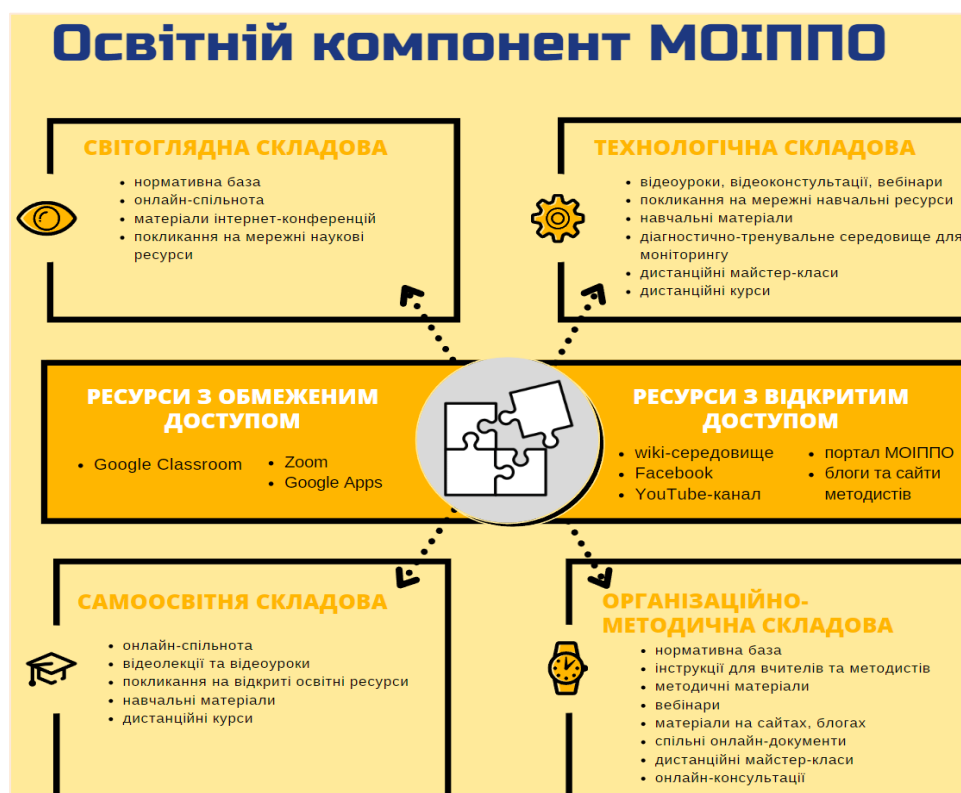 Освітній компонент МОІППО
СВІТОГЛЯДНА СКЛАДОВА
• нормативна база
• онлайн-спільнота
• матеріали інтернет-конференцій
• покликання на мережні наукові
ресурси
ТЕХНОЛОГІЧНА СКЛАДОВА
• відеоуроки, відеоконстультації, вебінари
• покликання на мережні навчальні ресурси
• навчальні матеріали
• діагностично-тренувальне середовище для
моніторингу
• дистанційні майстер-класи
• дистанційні курси
РЕСУРСИ З ОБМЕЖЕНИМ
ДОСТУПОМ
• Google Classroom
• Zoom
• Google Apps
РЕСУРСИ З ВІДКРИТИМ
ДОСТУПОМ
• wiki-середовище
• Facebook
• YouTube-канал
• портал МОІППО
• блоги та сайти
методистів
САМООСВІТНЯ СКЛАДОВА
• онлайн-спільнота
• відеолекції та відеоуроки
• покликання на відкриті освітні ресурси
• навчальні матеріали
• дистанційні курси
ОРГАНІЗАЦІЙНО-
МЕТОДИЧНА СКЛАДОВА
• нормативна база
• інструкції для вчителів та методистів
• методичні матеріали
• вебінари
• матеріали на сайтах, блогах
• спільні онлайн-документи
• дистанційні майстер-класи
• онлайн-консультації